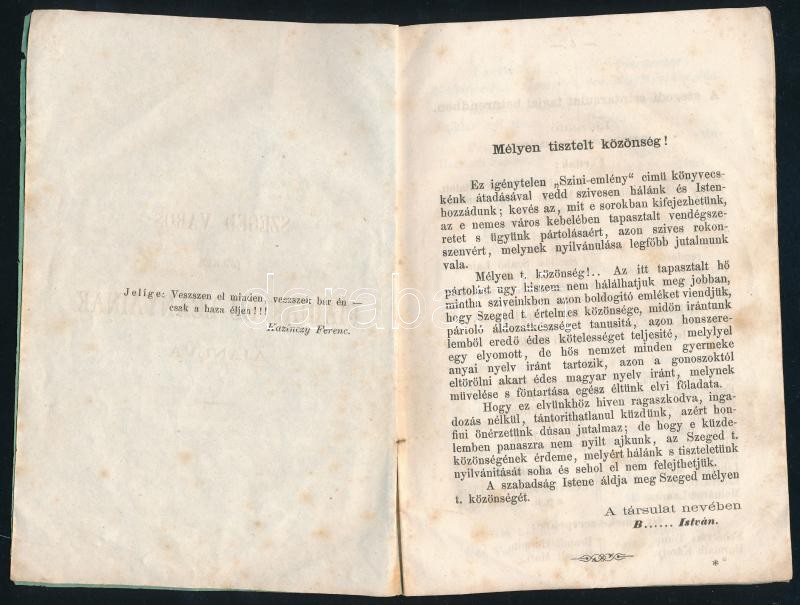 Jelige: Veszszen el minden, veszszek bár én —
csak a haza éljen!!!
Kazinczy Ferenc.
Mélyen tisztelt közönség!
Ez igénytelen „Szini-emlény“ cimü könyvecs-
kénk átadásával vedd szivesen hálánk és Isten-
hozzádunk; kevés az, mit e sorokban kifejezhetünk,
az e nemes város kebelében tapasztalt vendégsze-
retet s ügyünk pártolásaért, azon szives rokon-
szenvért, melynek nyilvánulása legfőbb jutalmunk
vala.
Mélyen t. közönség!.. Az itt tapasztalt hő
pártolást ugy hiszem nem hálálhatjuk meg jobban,
mintha sziveinkben azon boldogitó emléket viendjük,
hogy Szeged t. értelmes közönsége, midőn irántunk
pártoló áldozatkészséget tanusitá, azon honszere-
lemből eredő édes kötelességet teljesité, melylyel
egy elyomott, de hős nemzet minden gyermeke
anyai nyelv iránt tartozik, azon a gonoszoktól
eltörölni akart édes magyar nyelv iránt, melynek
müvelése s föntartása egész éltünk elvi föladata.
Hogy ez elvünkhöz hiven ragaszkodva, inga-
dozás nélkül, tántorithatlanul küzdünk, azért hon-
fiui önérzetünk dúsan jutalmaz; de hogy e küzde-
lemben panaszra nem nyilt ajkunk, az Szeged t.
közönségének érdeme, melyért hálánk s tiszteletünk
nyilvánitását soha és sehol el nem felejthetjük.
A szabadság Istene áldja meg Szeged mélyen
t. közönségét.
A társulat nevében
B...... István.
*